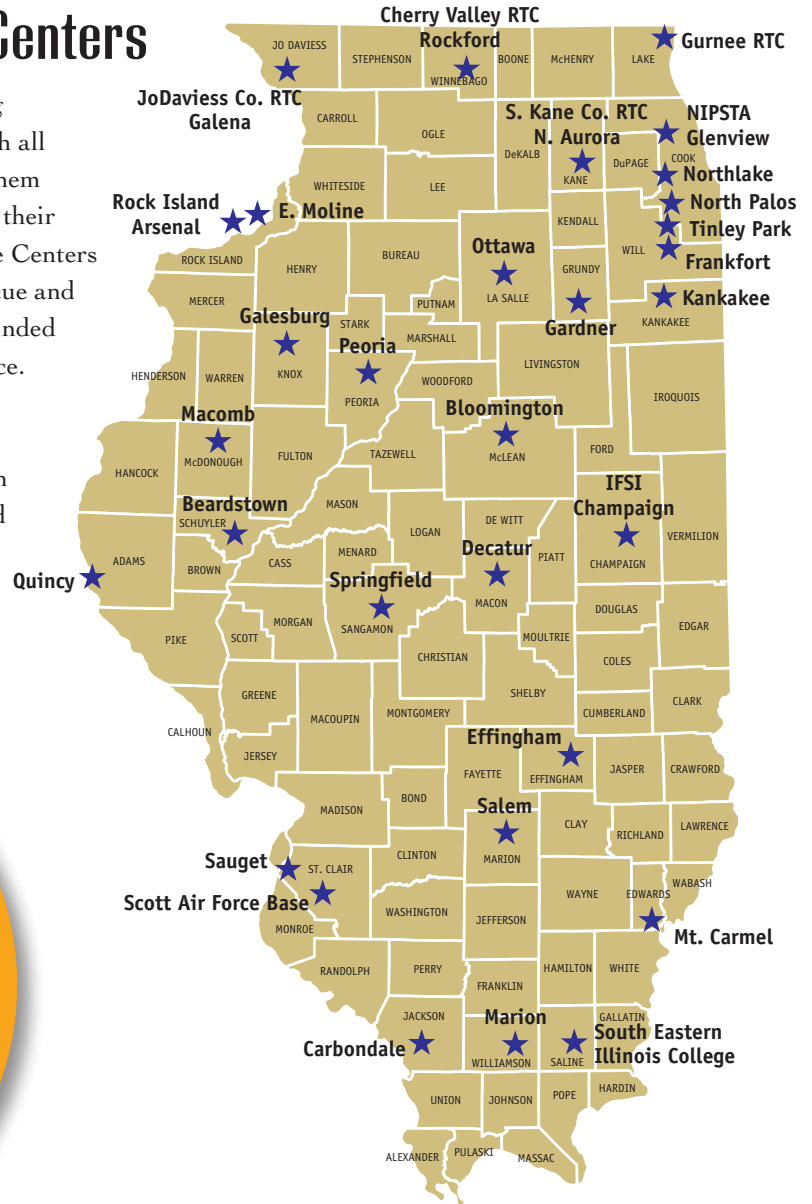 Centers
g
h all
hem
their
e Centers
cue and
nded
ce.
n
d
Cherry Valley RTC
Rockford
Gurnee RTC
JO DAVIESS
STEPHENSON
WINNEBAGO
BOONE
McHENRY
LAKE
JoDaviess Co. RTC
Galena
CARROLL
OGLE
S. Kane Co. RTC
N. Aurora
NIPSTA
Glenview
DeKALB
KANE
DuPAGE
COOK
Northlake
WHITESIDE
LEE
North Palos
Rock Island
Arsenal
E. Moline
KENDALL
Tinley Park
WILL
Frankfort
ROCK ISLAND
HENRY
BUREAU
Ottawa
LA SALLE
GRUNDY
MERCER
PUTNAM
Kankakee
KANKAKEE
Galesburg
STARK
MARSHALL
Gardner
Peoria
LIVINGSTON
HENDERSON
WARREN
KNOX
PEORIA
WOODFORD
IROQUOIS
Macomb
Bloomington
McDONOUGH
FULTON
TAZEWELL
McLEAN
FORD
HANCOCK
IFSI
Champaign
Beardstown
SCHUYLER
MASON
LOGAN
DE WITT
VERMILION
ADAMS
BROWN
CASS
MENARD
Decatur
PIATT
CHAMPAIGN
Quincy
Springfield
MACON
SANGAMON
DOUGLAS
PIKE
SCOTT
MORGAN
MOULTRIE
EDGAR
CHRISTIAN
COLES
GREENE
SHELBY
MACOUPIN
MONTGOMERY
CUMBERLAND
CLARK
CALHOUN
JERSEY
Effingham
FAYETTE
EFFINGHAM
JASPER
CRAWFORD
MADISON
BOND
Salem
CLAY
RICHLAND
LAWRENCE
Sauget
ST. CLAIR
CLINTON
MARION
Scott Air Force Base
WAYNE
EDWARDS
WABASH
MONROE
WASHINGTON
JEFFERSON
Mt. Carmel
RANDOLPH
PERRY
HAMILTON
WHITE
FRANKLIN
JACKSON
Marion
GALLATIN
Carbondale
WILLIAMSON
SALINE
South Eastern
Illinois College
UNION
JOHNSON
POPE
HARDIN
ALEXANDER
PULASKI
MASSAC